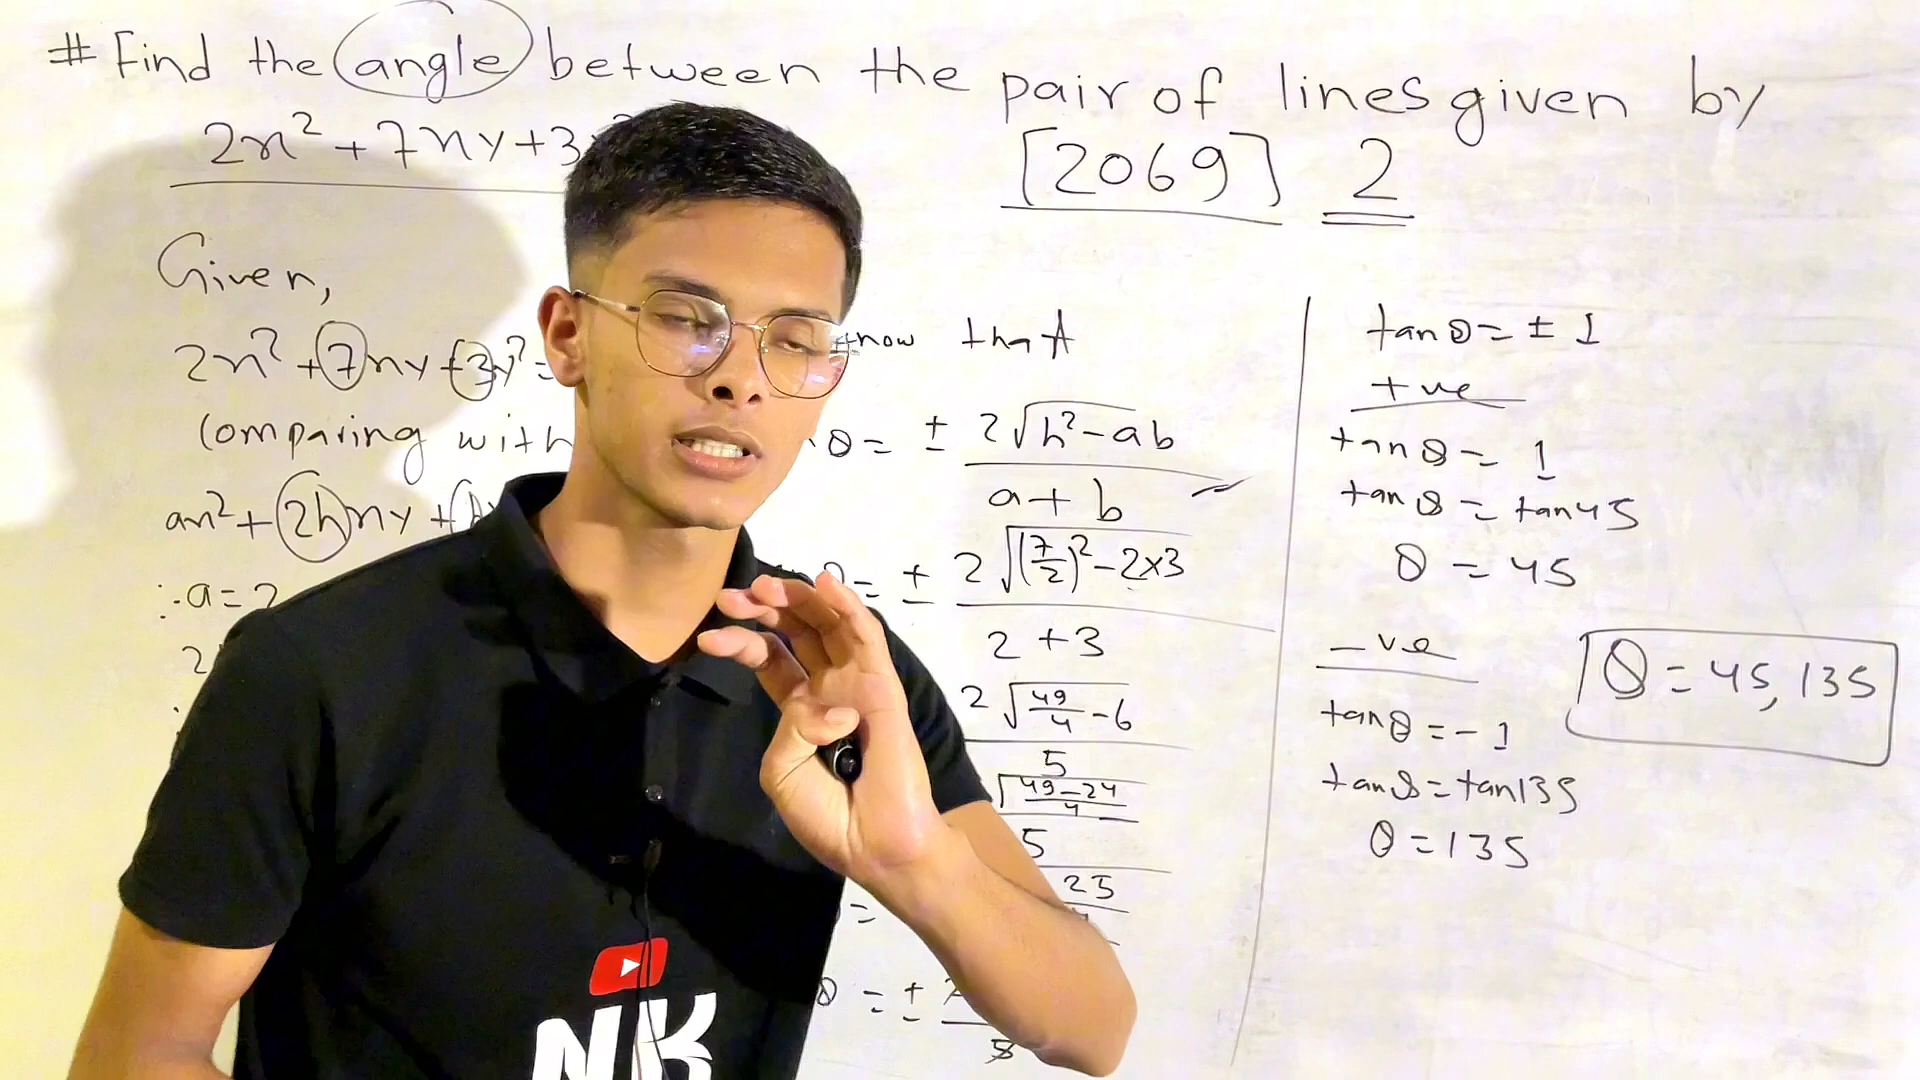 # Find the angle between the pair of lines given by
2x² + 7xy + 3
[2069] 2
Given,
2x² + 7xy + 3y² =
Comparing with
ax² + 2hxy +
∴ a = 2
2
know that
θ = ± 2√h² - ab
a + b
= ± 2√(7/2)² - 2×3
2 + 3
2√49/4 - 6
5
√49-24/4
5
=
25
θ = ±
5
tan θ = ± 1
+ve
tan θ = 1
tan θ = tan 45
θ = 45
-ve
tan θ = - 1
tan θ = tan 135
θ = 135
θ = 45, 135
NK